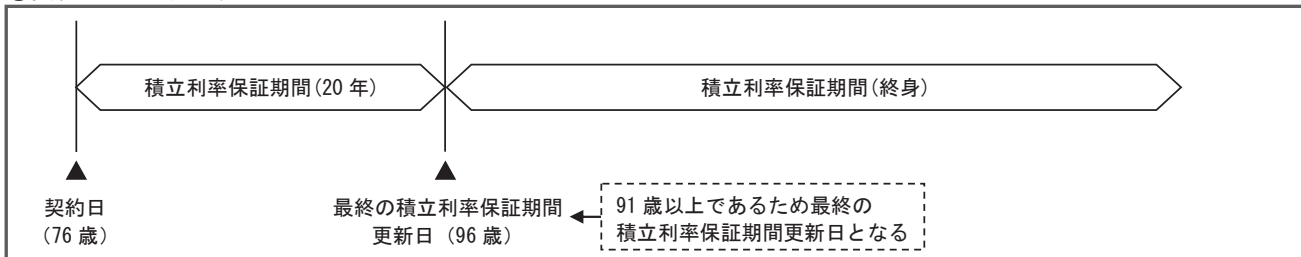 積立利率保証期間(20 年)
積立利率保証期間(終身)
契約日
(76 歳)
最終の積立利率保証期間
更新日 (96 歳)
91 歳以上であるため最終の
積立利率保証期間更新日となる